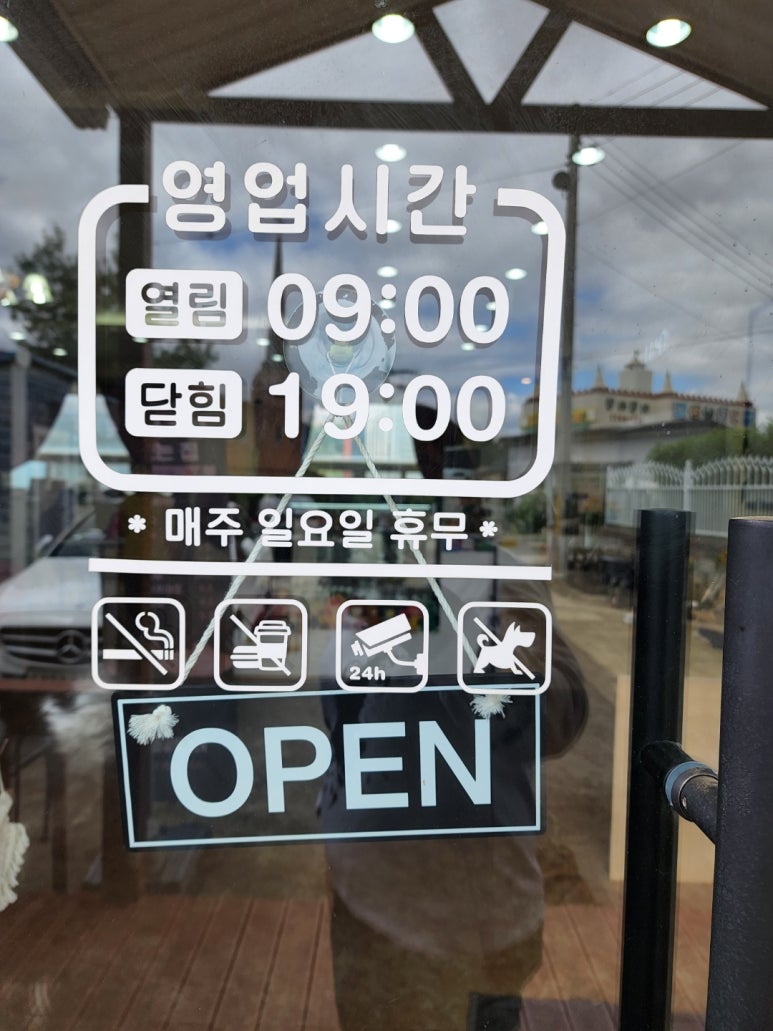 영업시간
열림 09:00
닫힘 19:00
* 매주 일요일 휴무 *
24h
OPEN